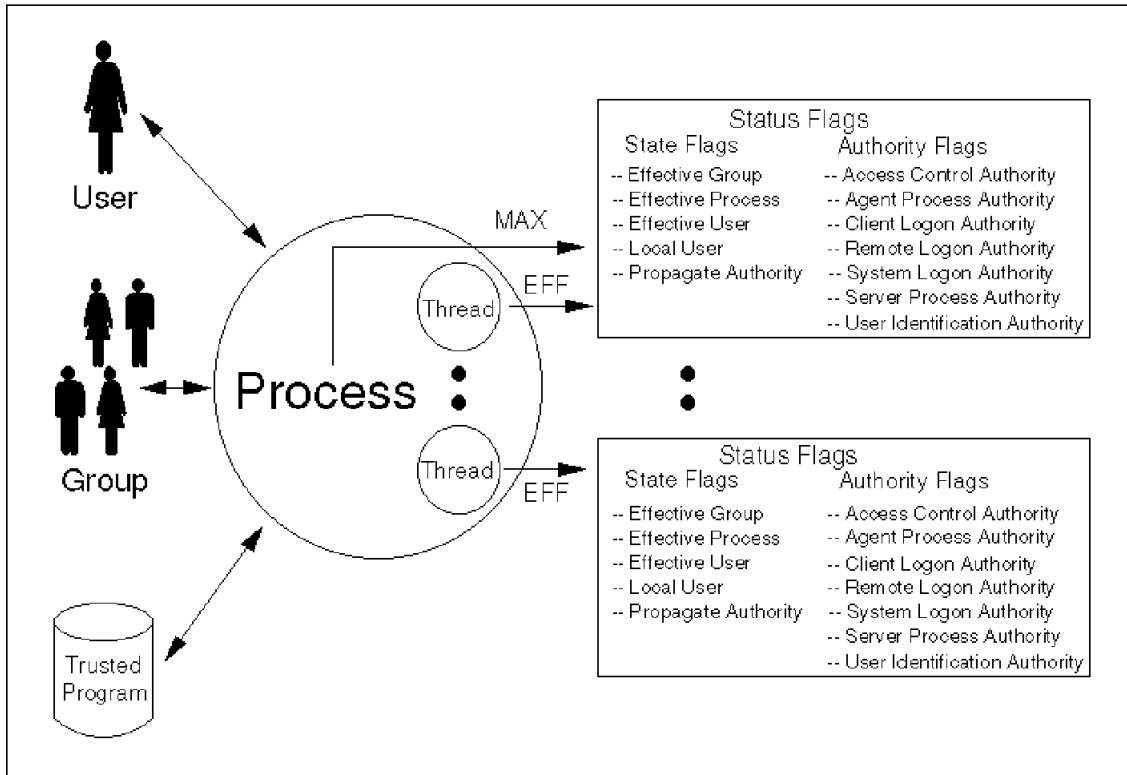 User
Group
Trusted
Program
Process
Thread
Thread
MAX
EFF
EFF
Status Flags
State Flags
-- Effective Group
-- Effective Process
-- Effective User
-- Local User
-- Propagate Authority
Authority Flags
-- Access Control Authority
-- Agent Process Authority
-- Client Logon Authority
-- Remote Logon Authority
-- System Logon Authority
-- Server Process Authority
-- User Identification Authority
Status Flags
State Flags
-- Effective Group
-- Effective Process
-- Effective User
-- Local User
-- Propagate Authority
Authority Flags
-- Access Control Authority
-- Agent Process Authority
-- Client Logon Authority
-- Remote Logon Authority
-- System Logon Authority
-- Server Process Authority
-- User Identification Authority